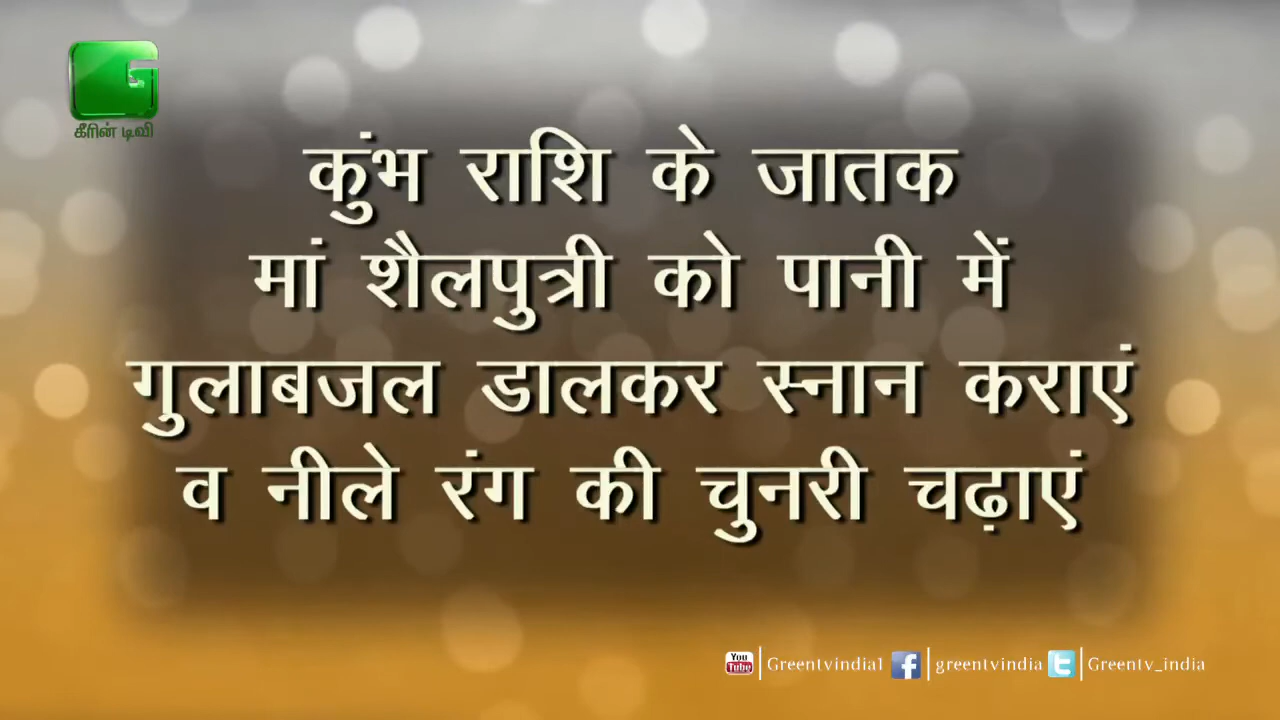 கீரின் டிவி
कुंभ राशि के जातक
मां शैलपुत्री को पानी में
गुलाबजल डालकर स्नान कराएं
व नीले रंग की चुनरी चढ़ाएं
You Tube Greentvindia1 f greentvindia t Greentv_india